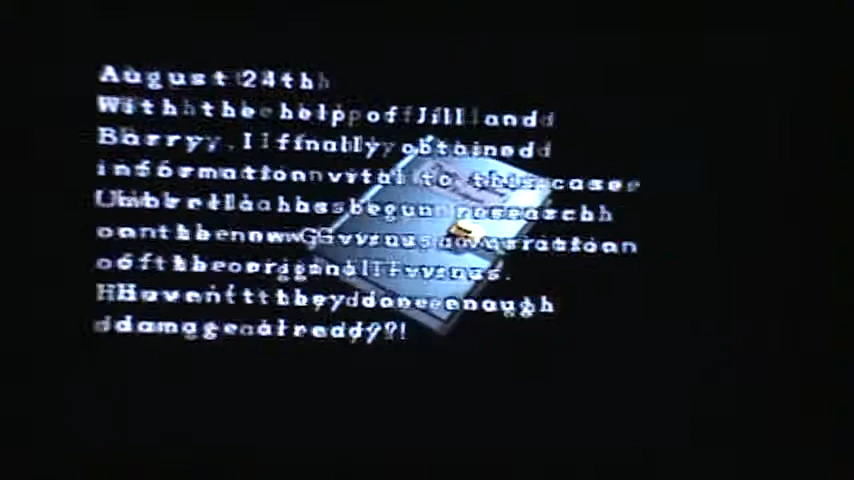 August 24th
With the help of Jill and
Barry, I finally obtained
information vital to this case.
Umbrella has begun research
on the new G virus, a variation
of the original T virus.
Haven't they done enough
damage already?!